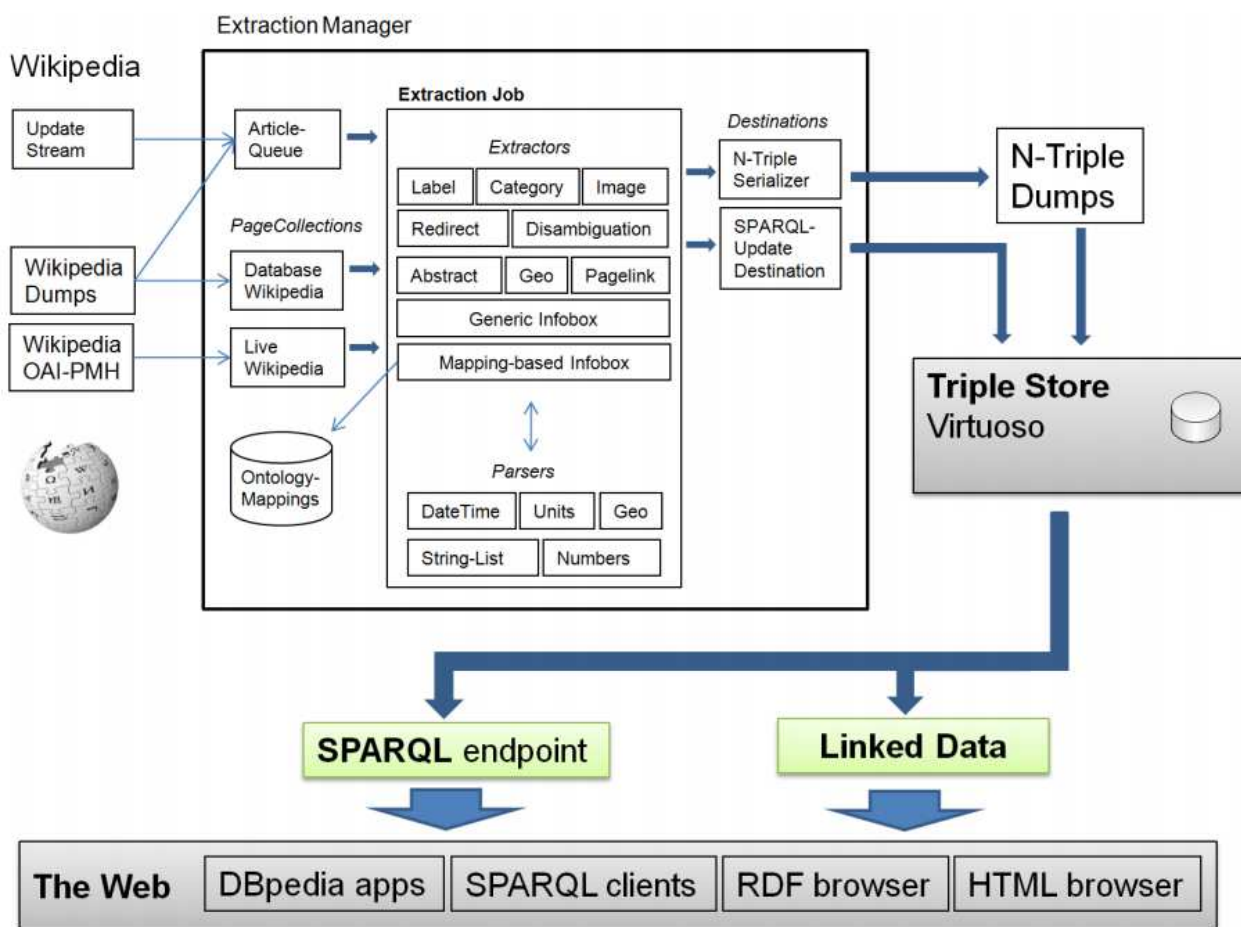 Extraction Manager
Wikipedia
Update
Stream
Wikipedia
Dumps
Wikipedia
OAI-PMH
Article-
Queue
PageCollections
Database
Wikipedia
Live
Wikipedia
Ontology-
Mappings
Extraction Job
Extractors
Label
Category
Image
Redirect
Disambiguation
Abstract
Geo
Pagelink
Generic Infobox
Mapping-based Infobox
Parsers
DateTime
Units
Geo
String-List
Numbers
Destinations
N-Triple
Serializer
SPARQL-
Update
Destination
N-Triple
Dumps
Triple Store
Virtuoso
SPARQL endpoint
Linked Data
The Web
DBpedia apps
SPARQL clients
RDF browser
HTML browser